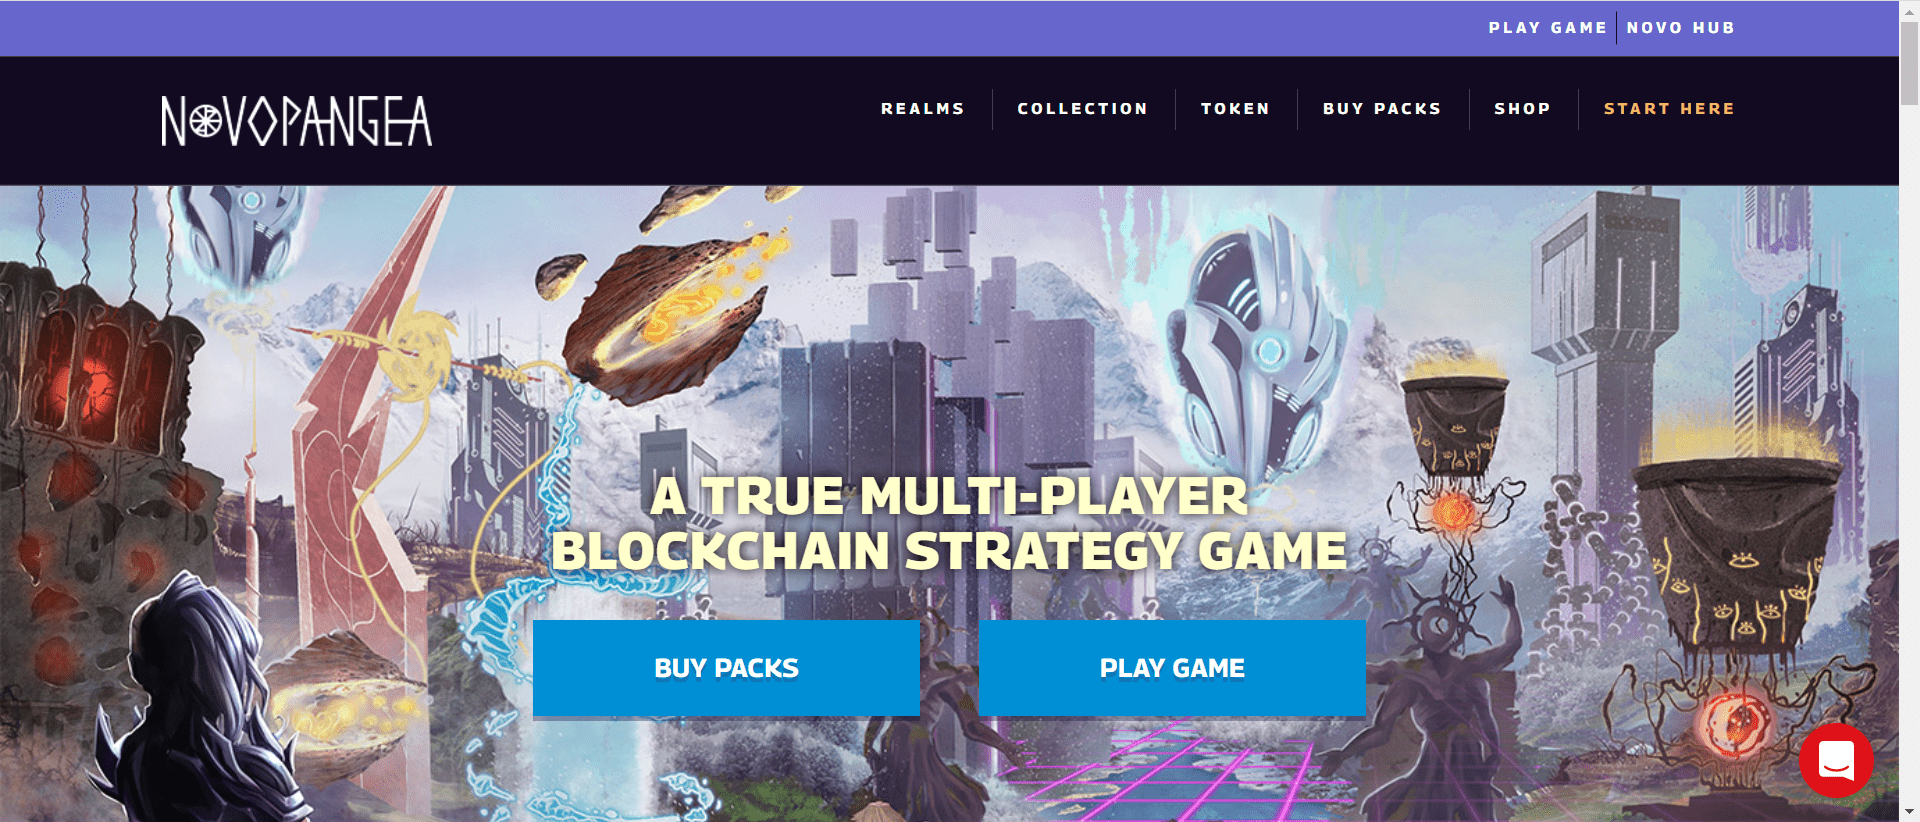 PLAY GAME
NOVO HUB
NOVOPANGEA
REALMS
COLLECTION
TOKEN
BUY PACKS
SHOP
START HERE
A TRUE MULTI-PLAYER
BLOCKCHAIN STRATEGY GAME
BUY PACKS
PLAY GAME